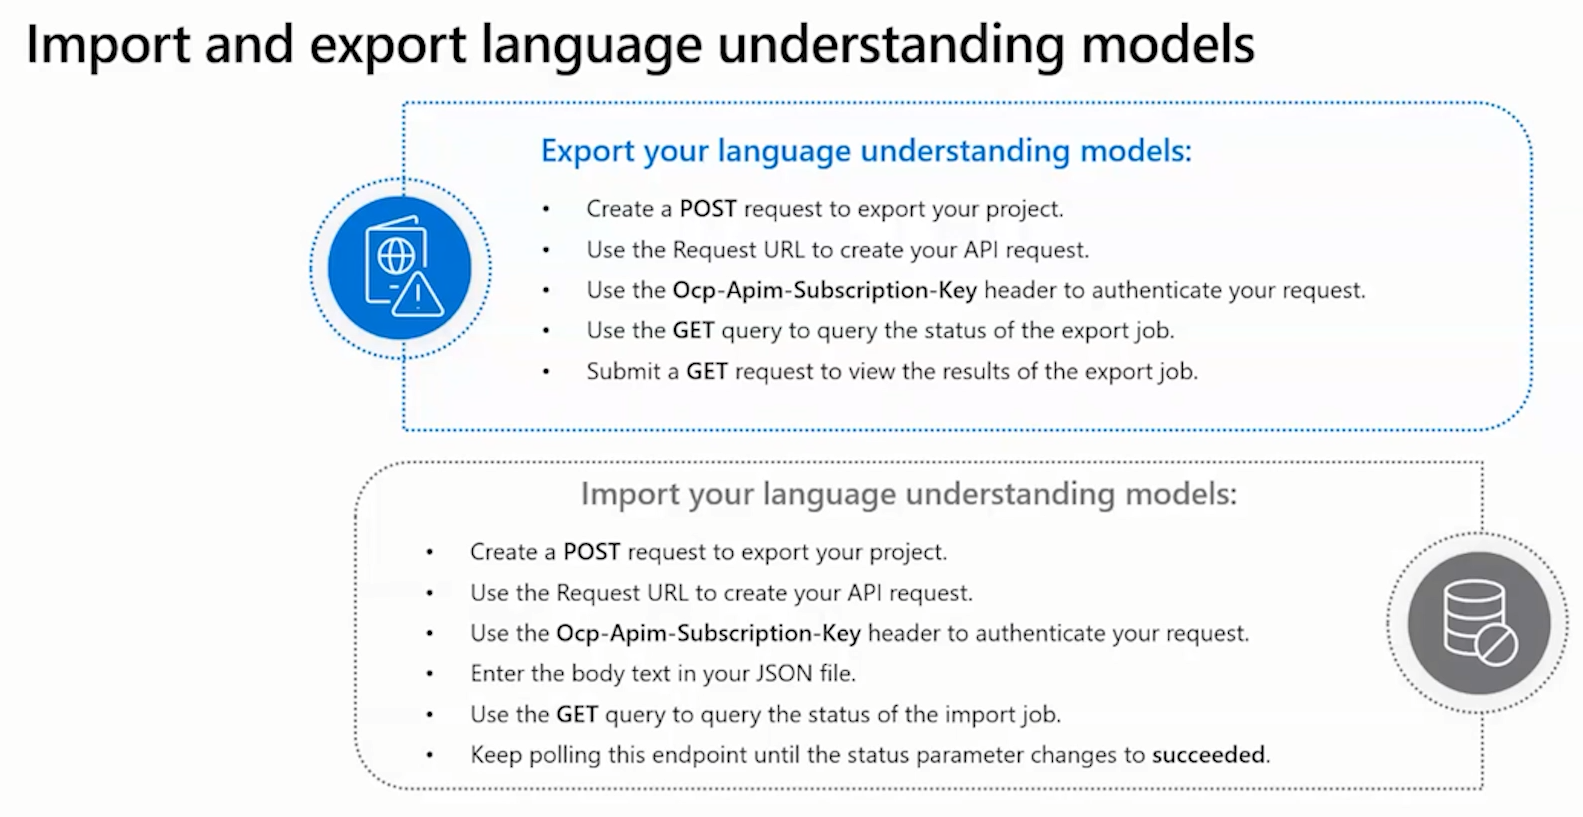 Import and export language understanding models
Export your language understanding models:
• Create a POST request to export your project.
• Use the Request URL to create your API request.
• Use the Ocp-Apim-Subscription-Key header to authenticate your request.
• Use the GET query to query the status of the export job.
• Submit a GET request to view the results of the export job.
Import your language understanding models:
• Create a POST request to export your project.
• Use the Request URL to create your API request.
• Use the Ocp-Apim-Subscription-Key header to authenticate your request.
• Enter the body text in your JSON file.
• Use the GET query to query the status of the import job.
• Keep polling this endpoint until the status parameter changes to succeeded.